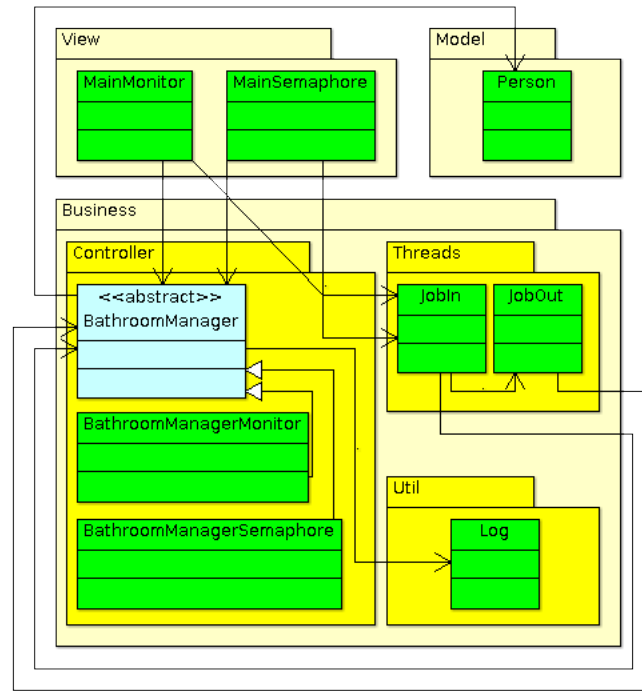 View
Model
MainMonitor
MainSemaphore
Person
Business
Controller
Threads
<<abstract>>
BathroomManager
JobIn
JobOut
BathroomManagerMonitor
Util
BathroomManagerSemaphore
Log